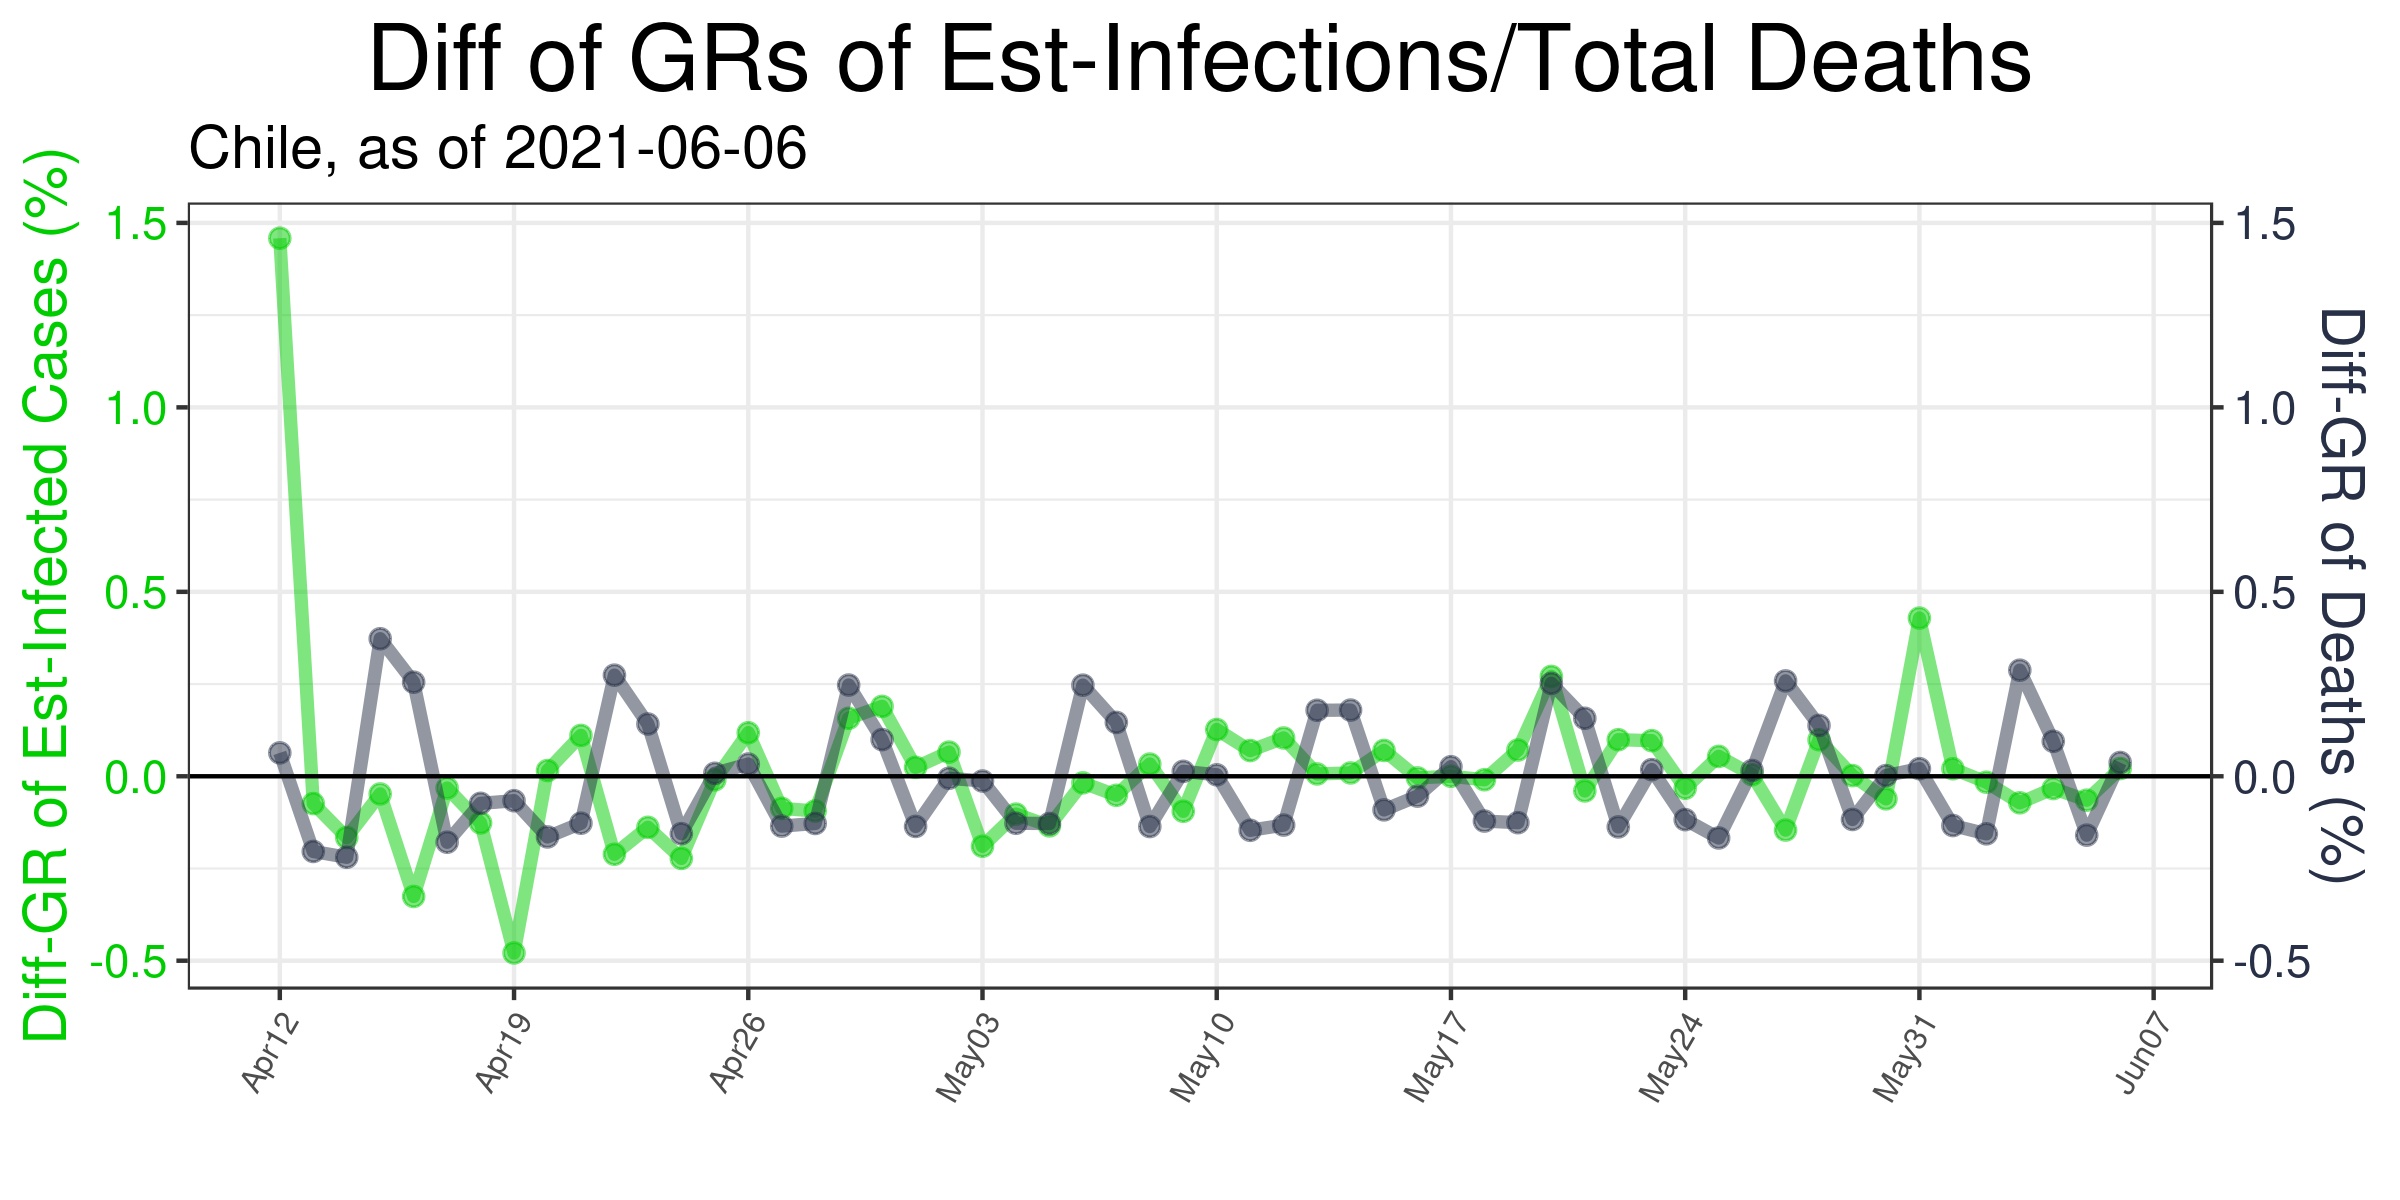 Diff of GRs of Est-Infections/Total Deaths
Chile, as of 2021-06-06
Diff-GR of Est-Infected Cases (%)
1.5
1.0
0.5
0.0
-0.5
1.5
1.0
0.5
0.0
-0.5
Diff-GR of Deaths (%)
Apr12
Apr19
Apr26
May03
May10
May17
May24
May31
Jun07